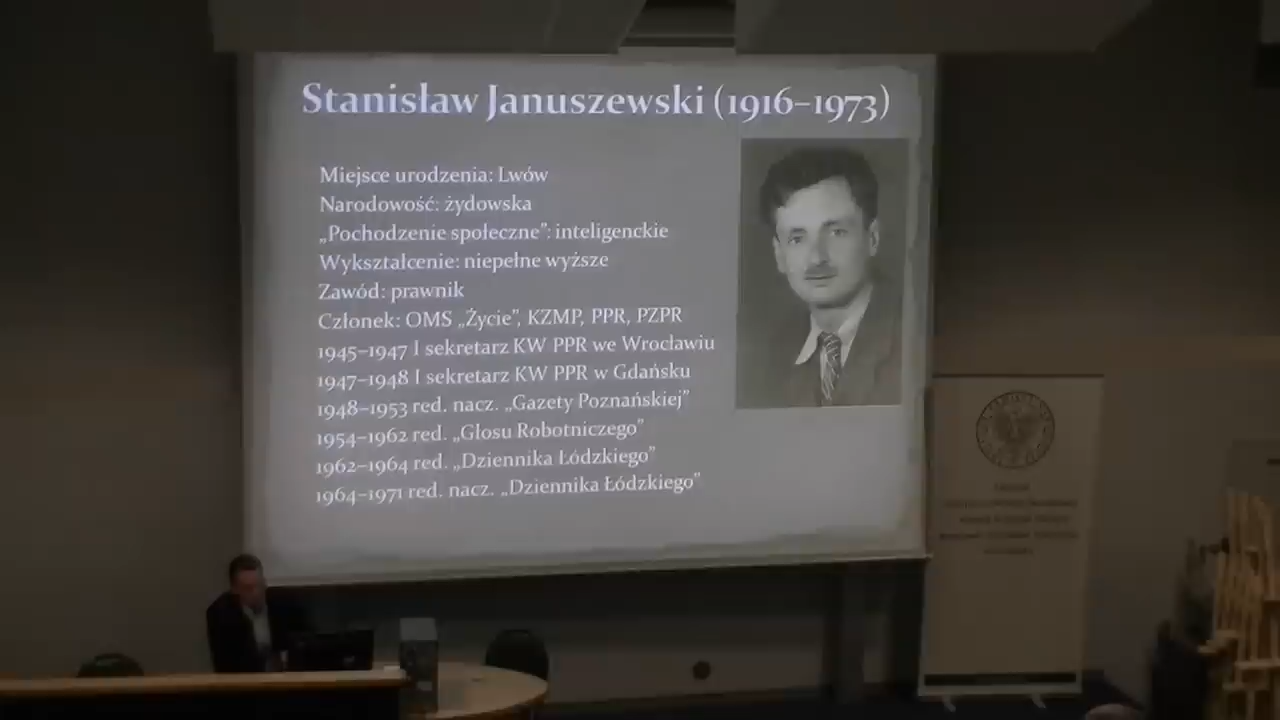 Stanisław Januszewski (1916–1973)
Miejsce urodzenia: Lwów
Narodowość: żydowska
„Pochodzenie społeczne”: inteligenckie
Wykształcenie: niepełne wyższe
Zawód: prawnik
Członek: OMS „Życie”, KZMP, PPR, PZPR
1945–1947 I sekretarz KW PPR we Wrocławiu
1947–1948 I sekretarz KW PPR w Gdańsku
1948–1953 red. nacz. „Gazety Poznańskiej”
1954–1962 red. „Głosu Robotniczego”
1962–1964 red. „Dziennika Łódzkiego”
1964–1971 red. nacz. „Dziennika Łódzkiego”